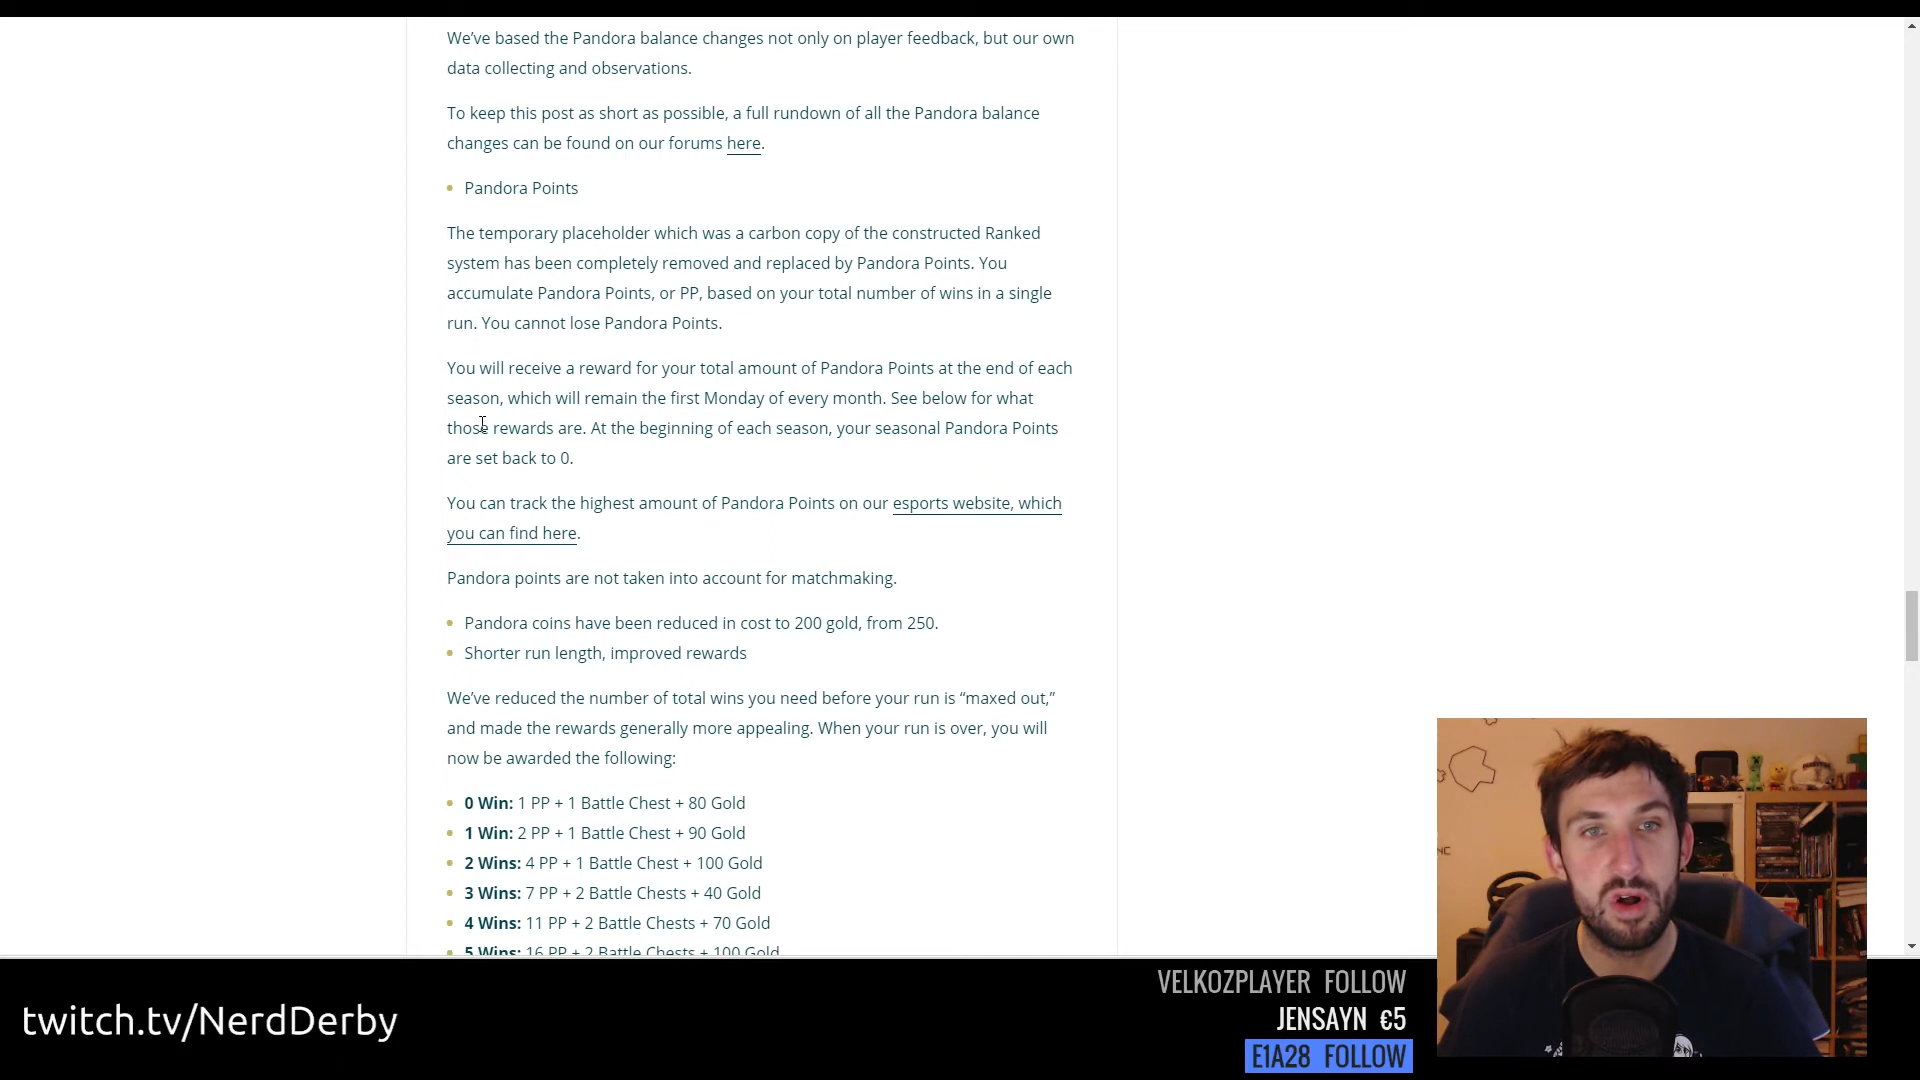 We’ve based the Pandora balance changes not only on player feedback, but our own
data collecting and observations.
To keep this post as short as possible, a full rundown of all the Pandora balance
changes can be found on our forums here.
Pandora Points
The temporary placeholder which was a carbon copy of the constructed Ranked
system has been completely removed and replaced by Pandora Points. You
accumulate Pandora Points, or PP, based on your total number of wins in a single
run. You cannot lose Pandora Points.
You will receive a reward for your total amount of Pandora Points at the end of each
season, which will remain the first Monday of every month. See below for what
those rewards are. At the beginning of each season, your seasonal Pandora Points
are set back to 0.
You can track the highest amount of Pandora Points on our esports website, which
you can find here.
Pandora points are not taken into account for matchmaking.
Pandora coins have been reduced in cost to 200 gold, from 250.
Shorter run length, improved rewards
We’ve reduced the number of total wins you need before your run is “maxed out,”
and made the rewards generally more appealing. When your run is over, you will
now be awarded the following:
0 Win: 1 PP + 1 Battle Chest + 80 Gold
1 Win: 2 PP + 1 Battle Chest + 90 Gold
2 Wins: 4 PP + 1 Battle Chest + 100 Gold
3 Wins: 7 PP + 2 Battle Chests + 40 Gold
4 Wins: 11 PP + 2 Battle Chests + 70 Gold
5 Wins: 16 PP + 2 Battle Chests + 100 Gold
VELKOZPLAYER FOLLOW
JENSAYN €5
E1A28 FOLLOW
twitch.tv/NerdDerby